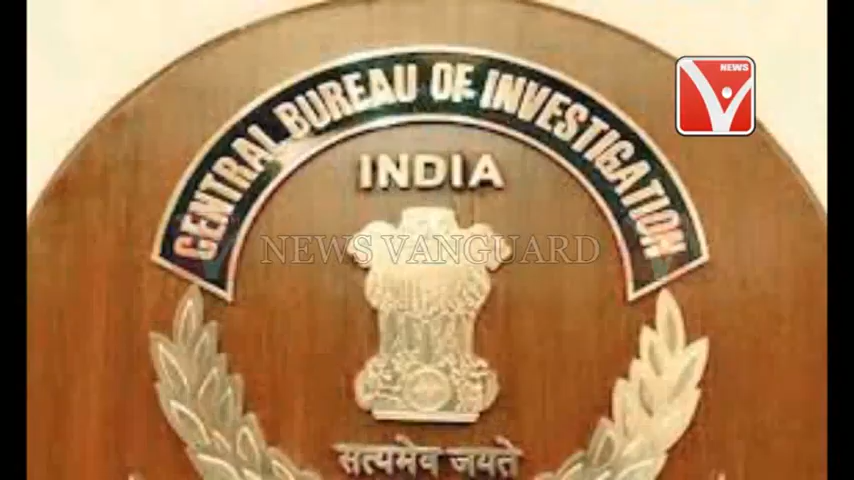 NEWS
CENTRAL BUREAU OF INVESTIGATION
INDIA
NEWS VANGUARD
सत्यमेव जयते